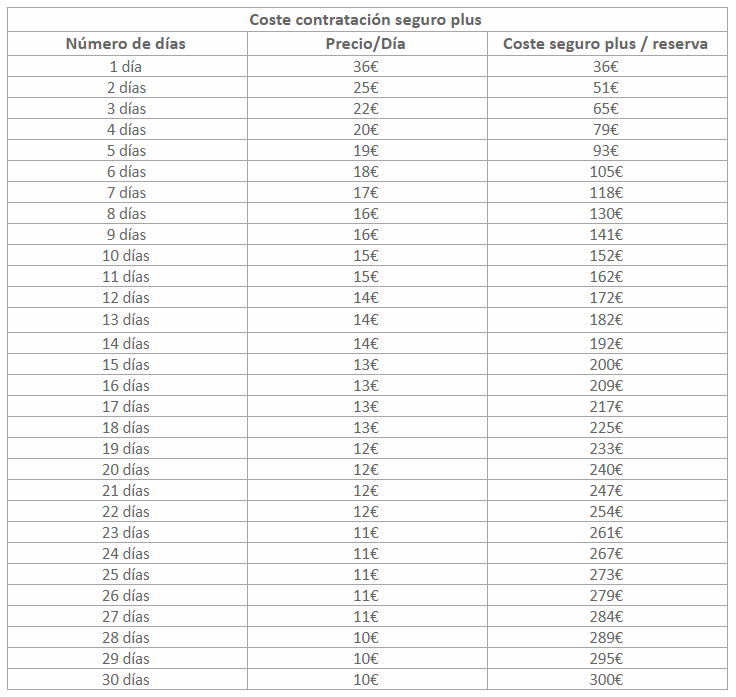 Coste contratación seguro plus
Número de días Precio/Día Coste seguro plus / reserva
1 día 36€ 36€
2 días 25€ 51€
3 días 22€ 65€
4 días 20€ 79€
5 días 19€ 93€
6 días 18€ 105€
7 días 17€ 118€
8 días 16€ 130€
9 días 16€ 141€
10 días 15€ 152€
11 días 15€ 162€
12 días 14€ 172€
13 días 14€ 182€
14 días 14€ 192€
15 días 13€ 200€
16 días 13€ 209€
17 días 13€ 217€
18 días 13€ 225€
19 días 12€ 233€
20 días 12€ 240€
21 días 12€ 247€
22 días 12€ 254€
23 días 11€ 261€
24 días 11€ 267€
25 días 11€ 273€
26 días 11€ 279€
27 días 11€ 284€
28 días 10€ 289€
29 días 10€ 295€
30 días 10€ 300€